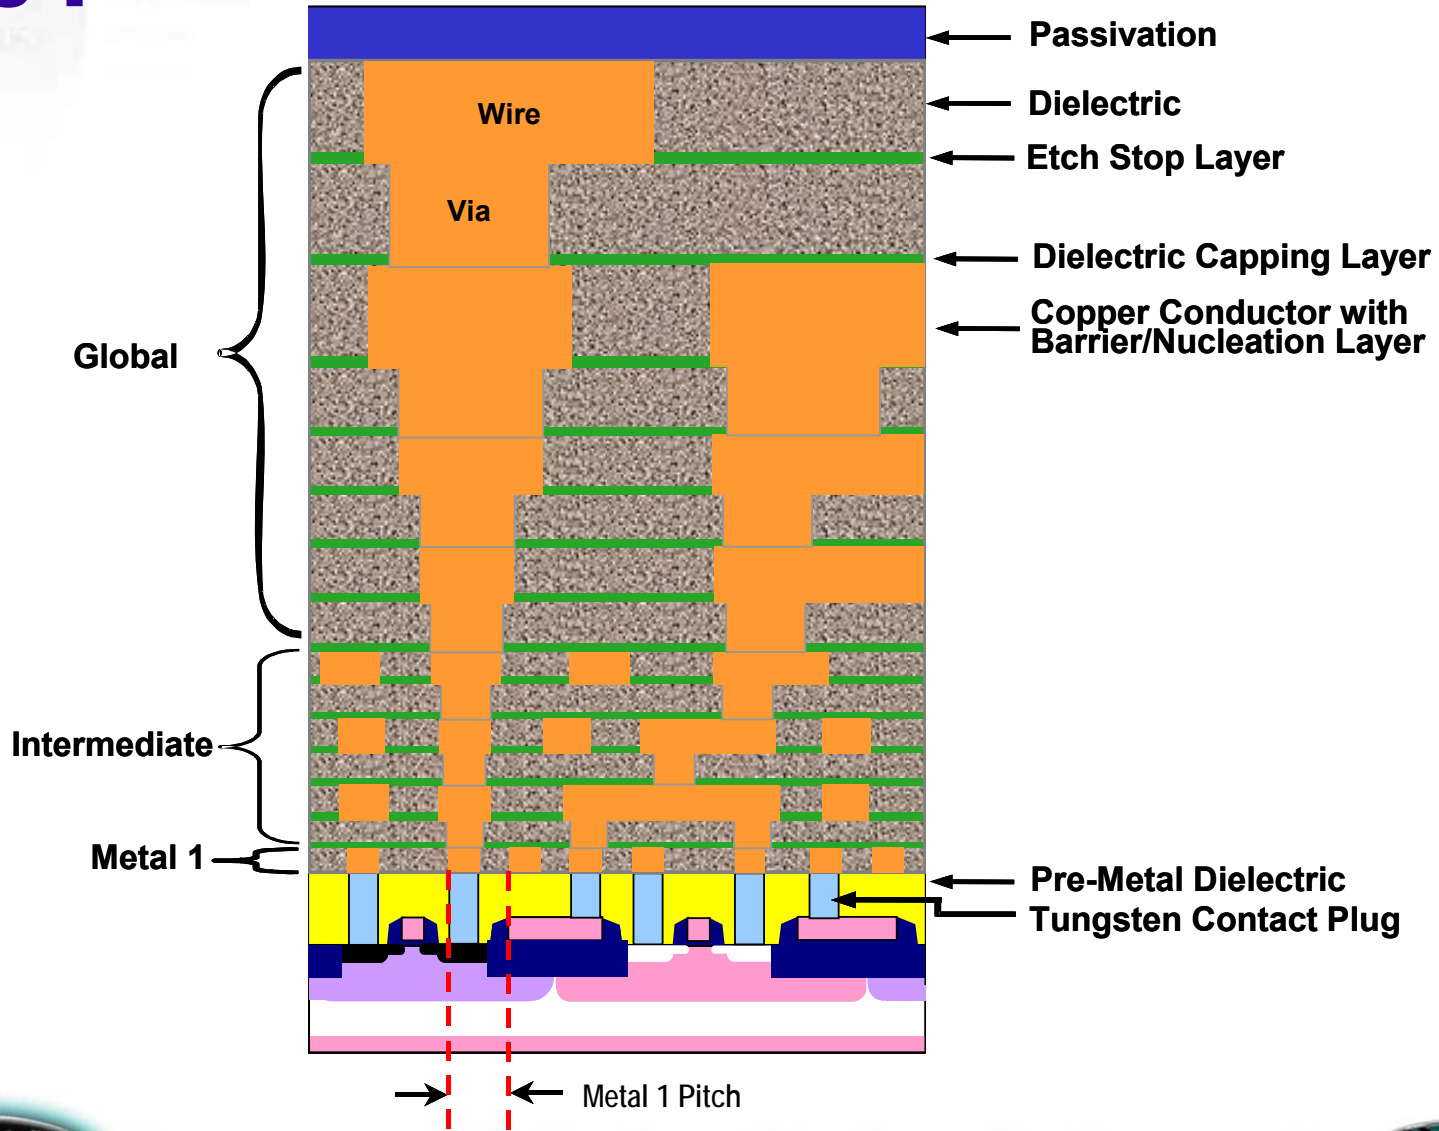 Passivation
Wire
Dielectric
Etch Stop Layer
Via
Dielectric Capping Layer
Copper Conductor with
Barrier/Nucleation Layer
Global
Intermediate
Metal 1
Pre-Metal Dielectric
Tungsten Contact Plug
Metal 1 Pitch